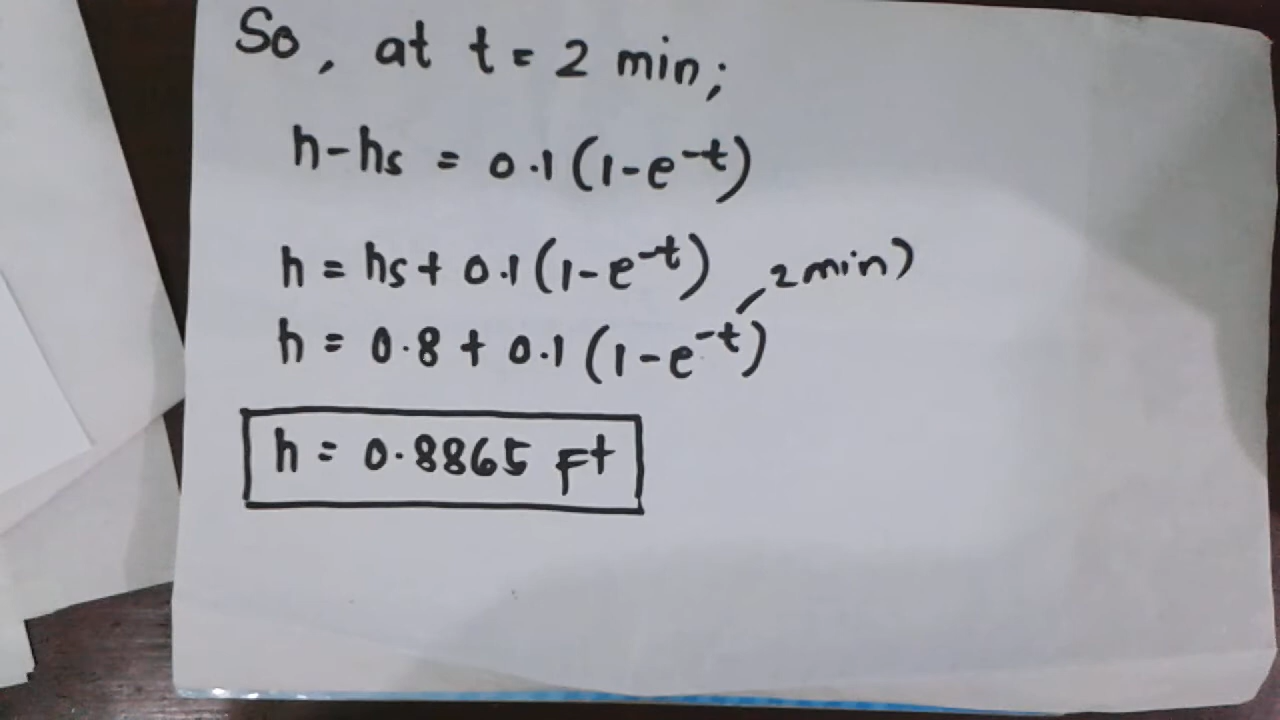 So, at t = 2 min;
h-hs = 0.1 (1-e^-t)
h = hs + 0.1 (1-e^-t)
2 min)
h = 0.8 + 0.1 (1-e^-t)
h = 0.8865 Ft